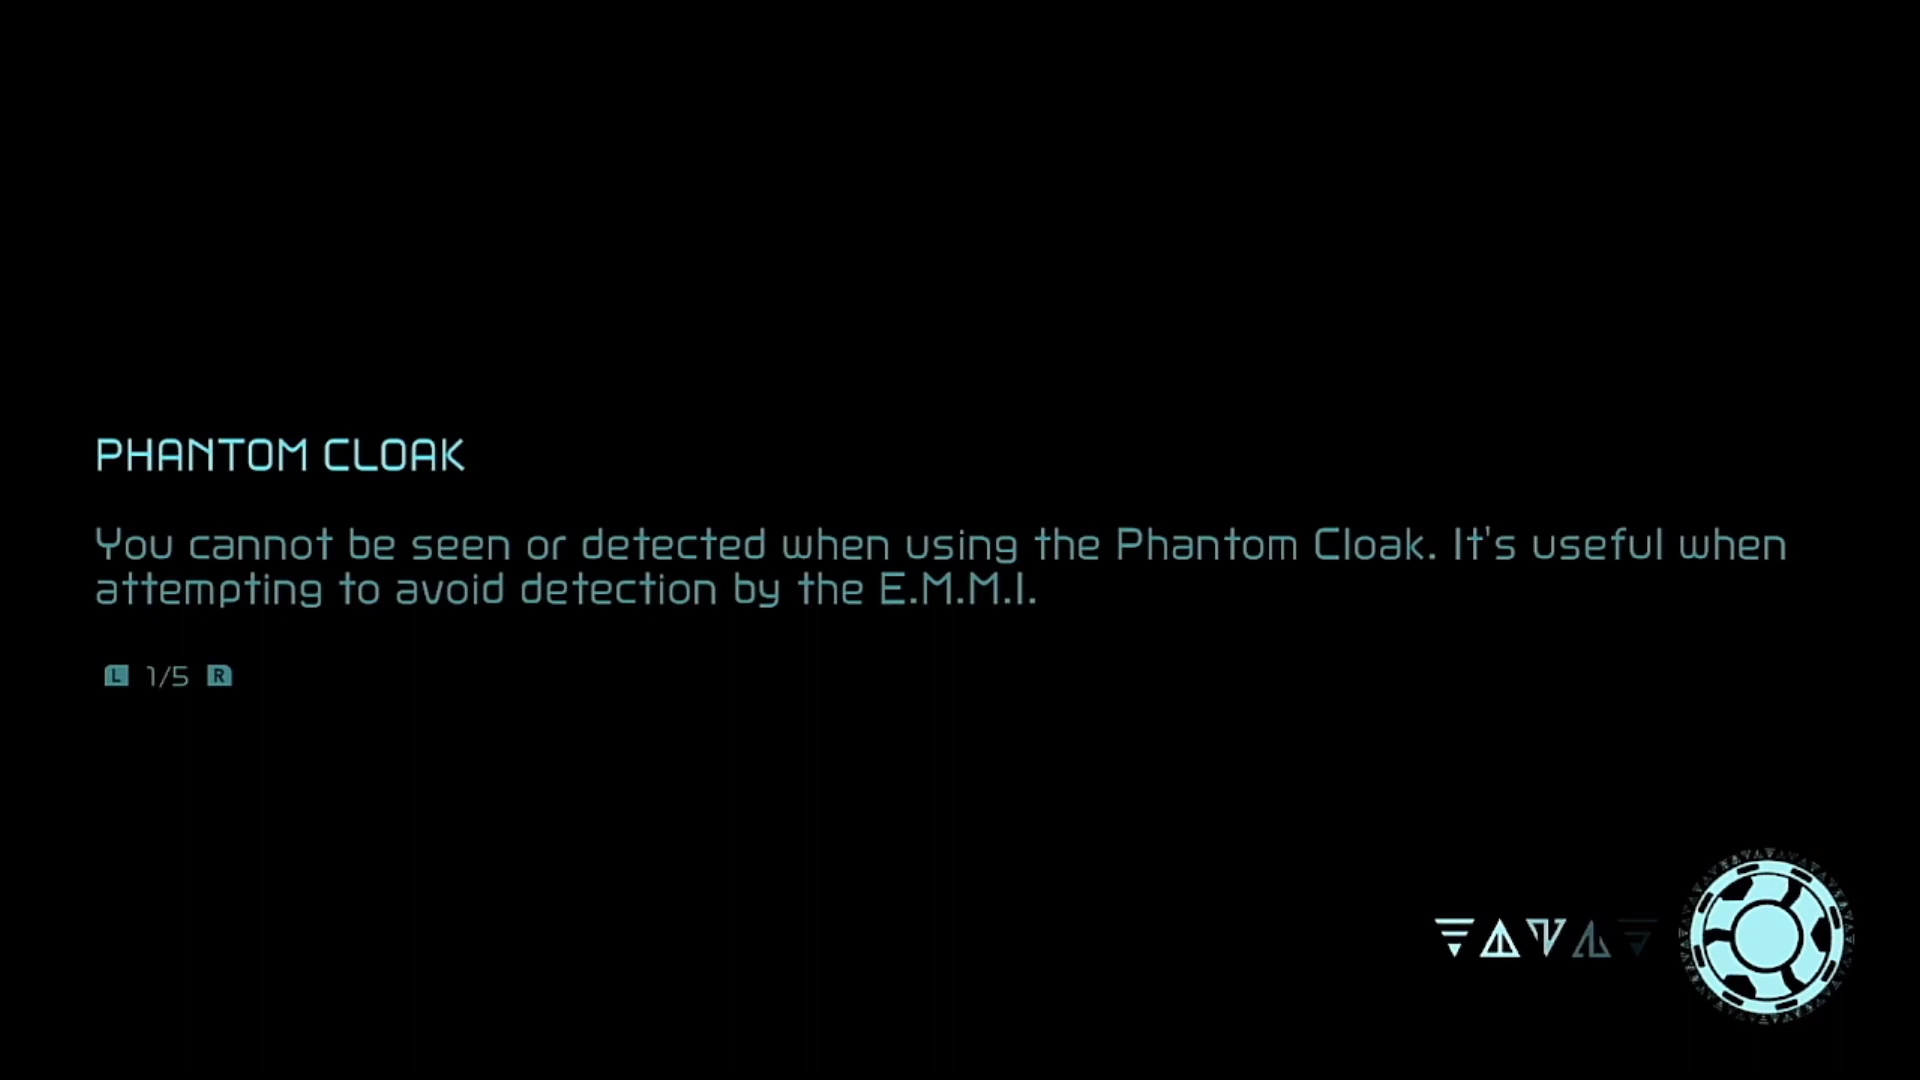 PHANTOM CLOAK
You cannot be seen or detected when using the Phantom Cloak. It's useful when
attempting to avoid detection by the E.M.M.I.
L 1/5 R